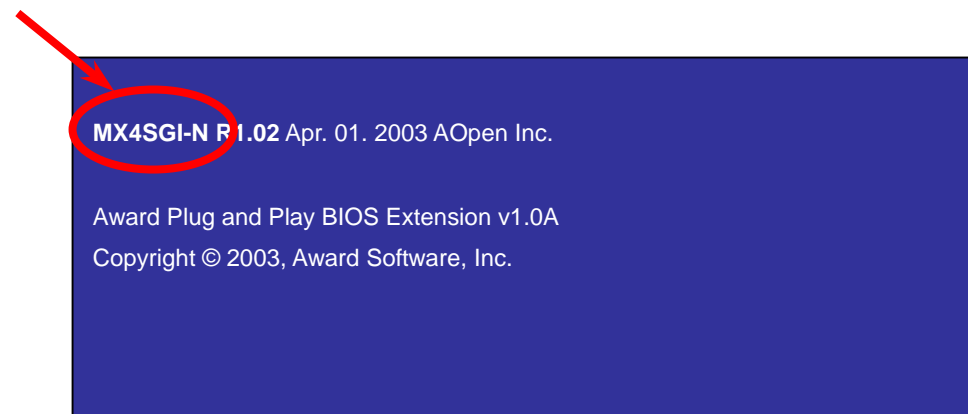 MX4SGI-N R1.02 Apr. 01. 2003 AOpen Inc.
Award Plug and Play BIOS Extension v1.0A
Copyright © 2003, Award Software, Inc.